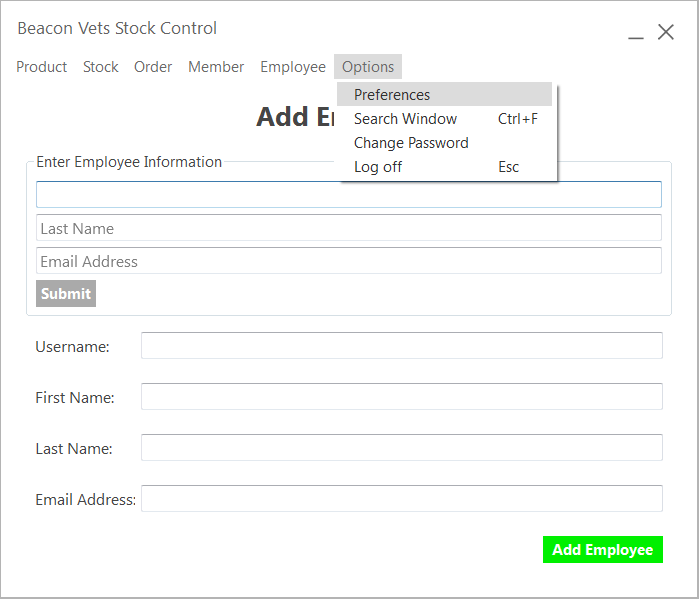 Beacon Vets Stock Control
Product Stock Order Member Employee Options
Preferences
Search Window Ctrl+F
Change Password
Log off Esc
Add
Enter Employee Information
Last Name
Email Address
Submit
Username:
First Name:
Last Name:
Email Address:
Add Employee